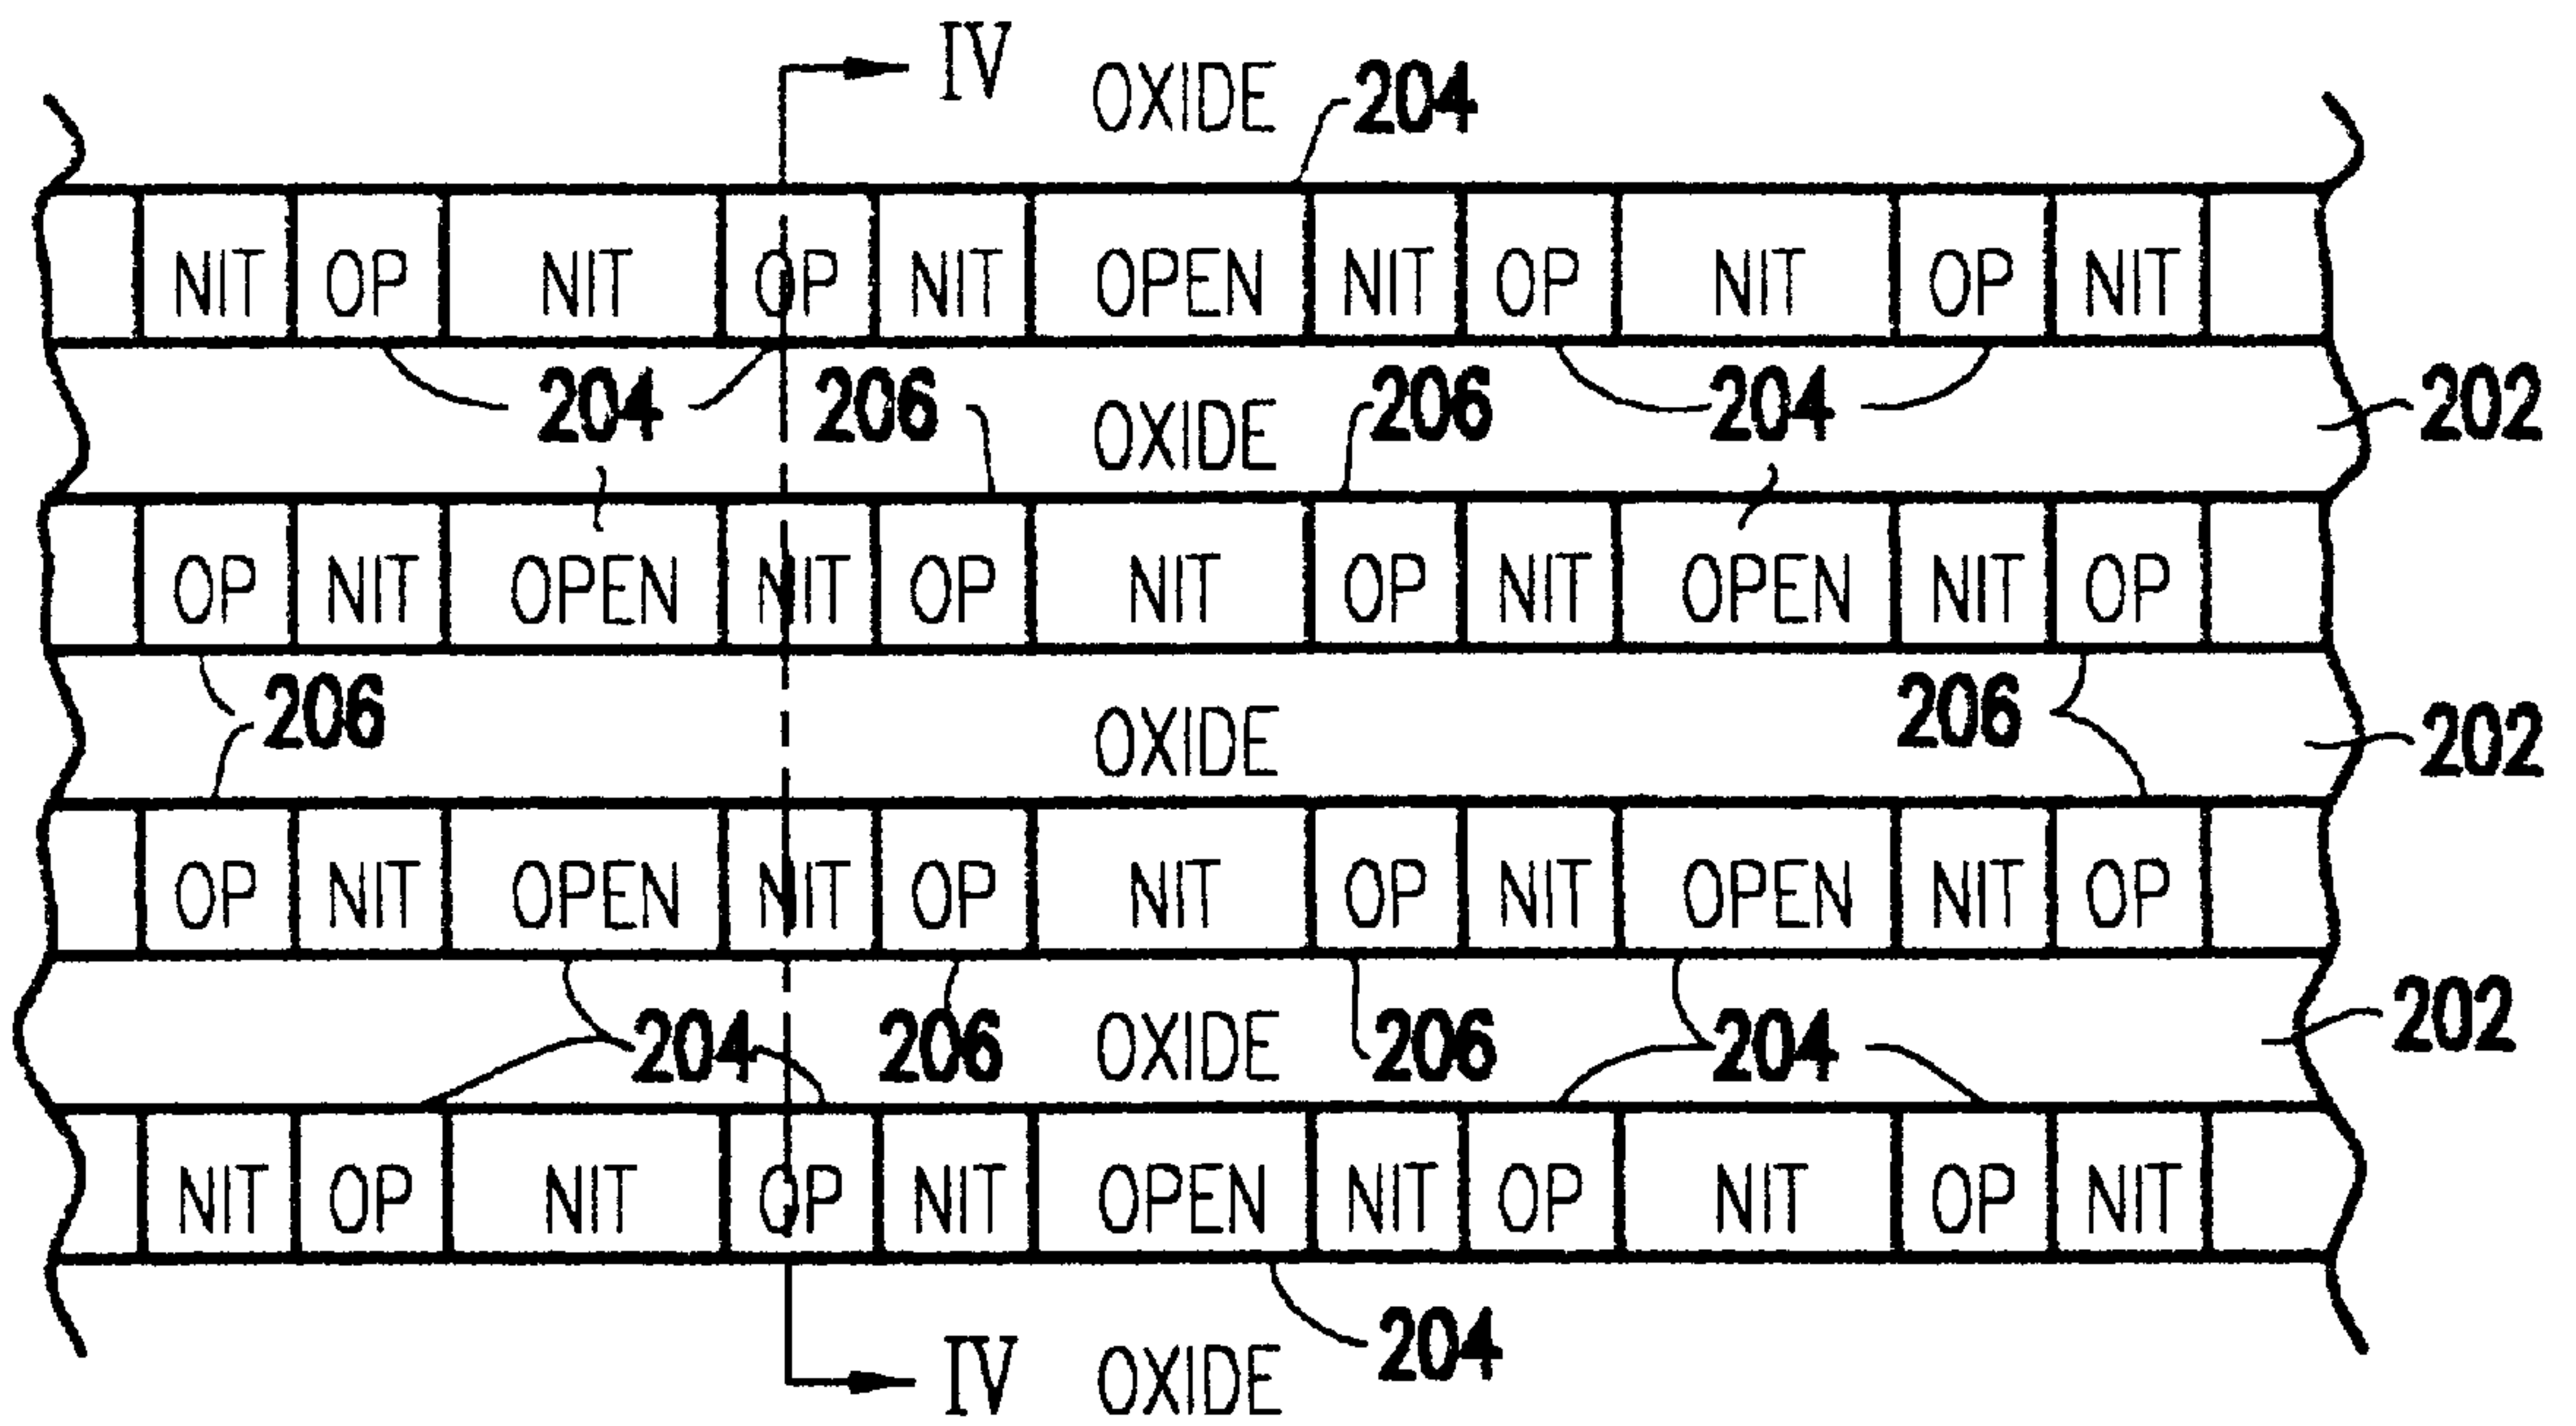 IV OXIDE 204
NIT OP NIT OP NIT OPEN NIT OP NIT OP NIT
204 206 OXIDE 206 204 202
OP NIT OPEN NIT OP NIT OP NIT OPEN NIT OP
206 OXIDE 206 202
OP NIT OPEN NIT OP NIT OP NIT OPEN NIT OP
204 206 OXIDE 206 204 202
NIT OP NIT OP NIT OPEN NIT OP NIT OP NIT
IV OXIDE 204